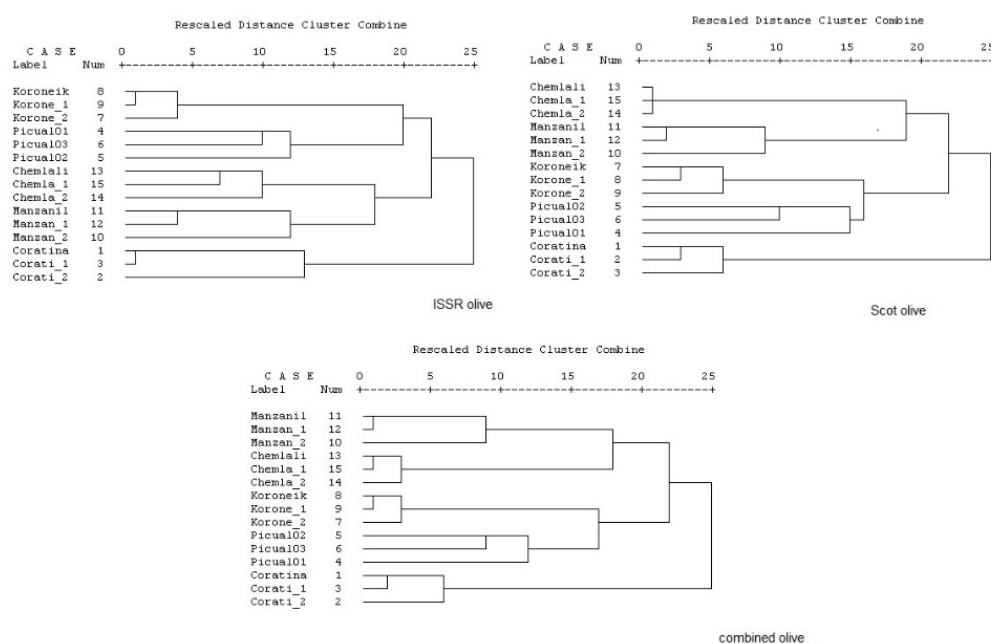 Rescaled Distance Cluster Combine
C A S E 0 5 10 15 20 25
Label Num +---------+---------+---------+---------+---------+
Koroneik 8
Korone_1 9
Korone_2 7
Picual01 4
Picual03 6
Picual02 5
Chemlali 13
Chemla_1 15
Chemla_2 14
Manzanil 11
Manzan_1 12
Manzan_2 10
Coratina 1
Corati_1 3
Corati_2 2
ISSR olive
Rescaled Distance Cluster Combine
C A S E 0 5 10 15 20 25
Label Num +---------+---------+---------+---------+---------+
Chemlali 13
Chemla_1 15
Chemla_2 14
Manzanil 11
Manzan_1 12
Manzan_2 10
Koroneik 7
Korone_1 8
Korone_2 9
Picual02 5
Picual03 6
Picual01 4
Coratina 1
Corati_1 2
Corati_2 3
Scot olive
Rescaled Distance Cluster Combine
C A S E 0 5 10 15 20 25
Label Num +---------+---------+---------+---------+---------+
Manzanil 11
Manzan_1 12
Manzan_2 10
Chemlali 13
Chemla_1 15
Chemla_2 14
Koroneik 8
Korone_1 9
Korone_2 7
Picual02 5
Picual03 6
Picual01 4
Coratina 1
Corati_1 3
Corati_2 2
combined olive